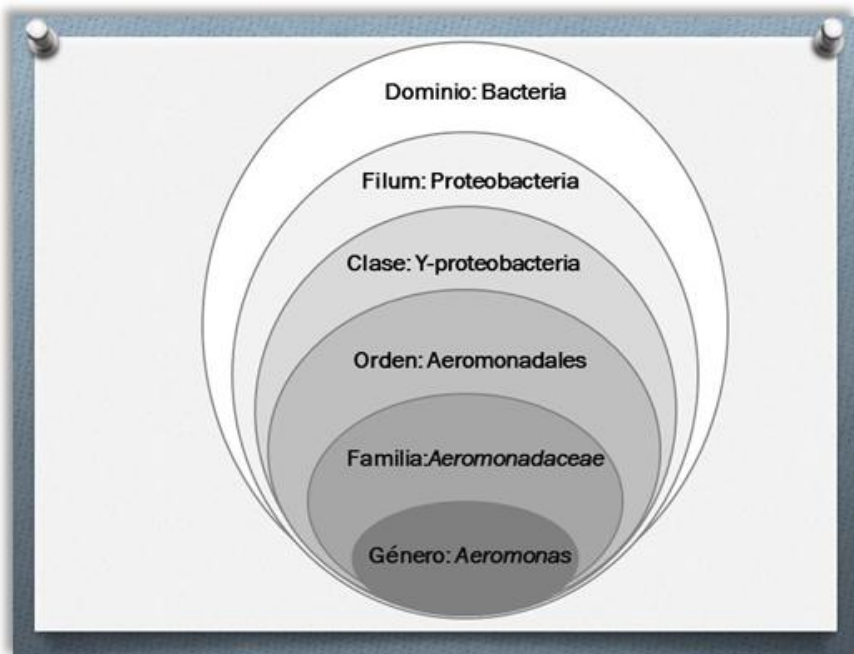 Dominio: Bacteria
Filum: Proteobacteria
Clase: Y-proteobacteria
Orden: Aeromonadales
Familia:Aeromonadaceae
Género: Aeromonas